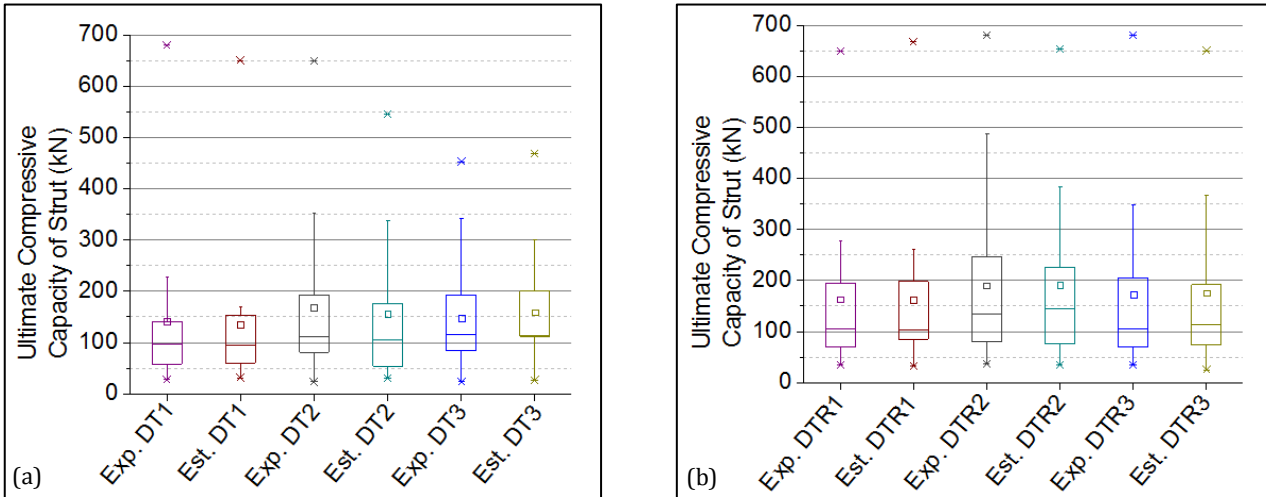 Ultimate Compressive
Capacity of Strut (kN)
700
600
500
400
300
200
100
0
Exp. DT1
Est. DT1
Exp. DT2
Est. DT2
Exp. DT3
Est. DT3
(a)
Ultimate Compressive
Capacity of Strut (kN)
700
600
500
400
300
200
100
0
Exp. DTR1
Est. DTR1
Exp. DTR2
Est. DTR2
Exp. DTR3
Est. DTR3
(b)